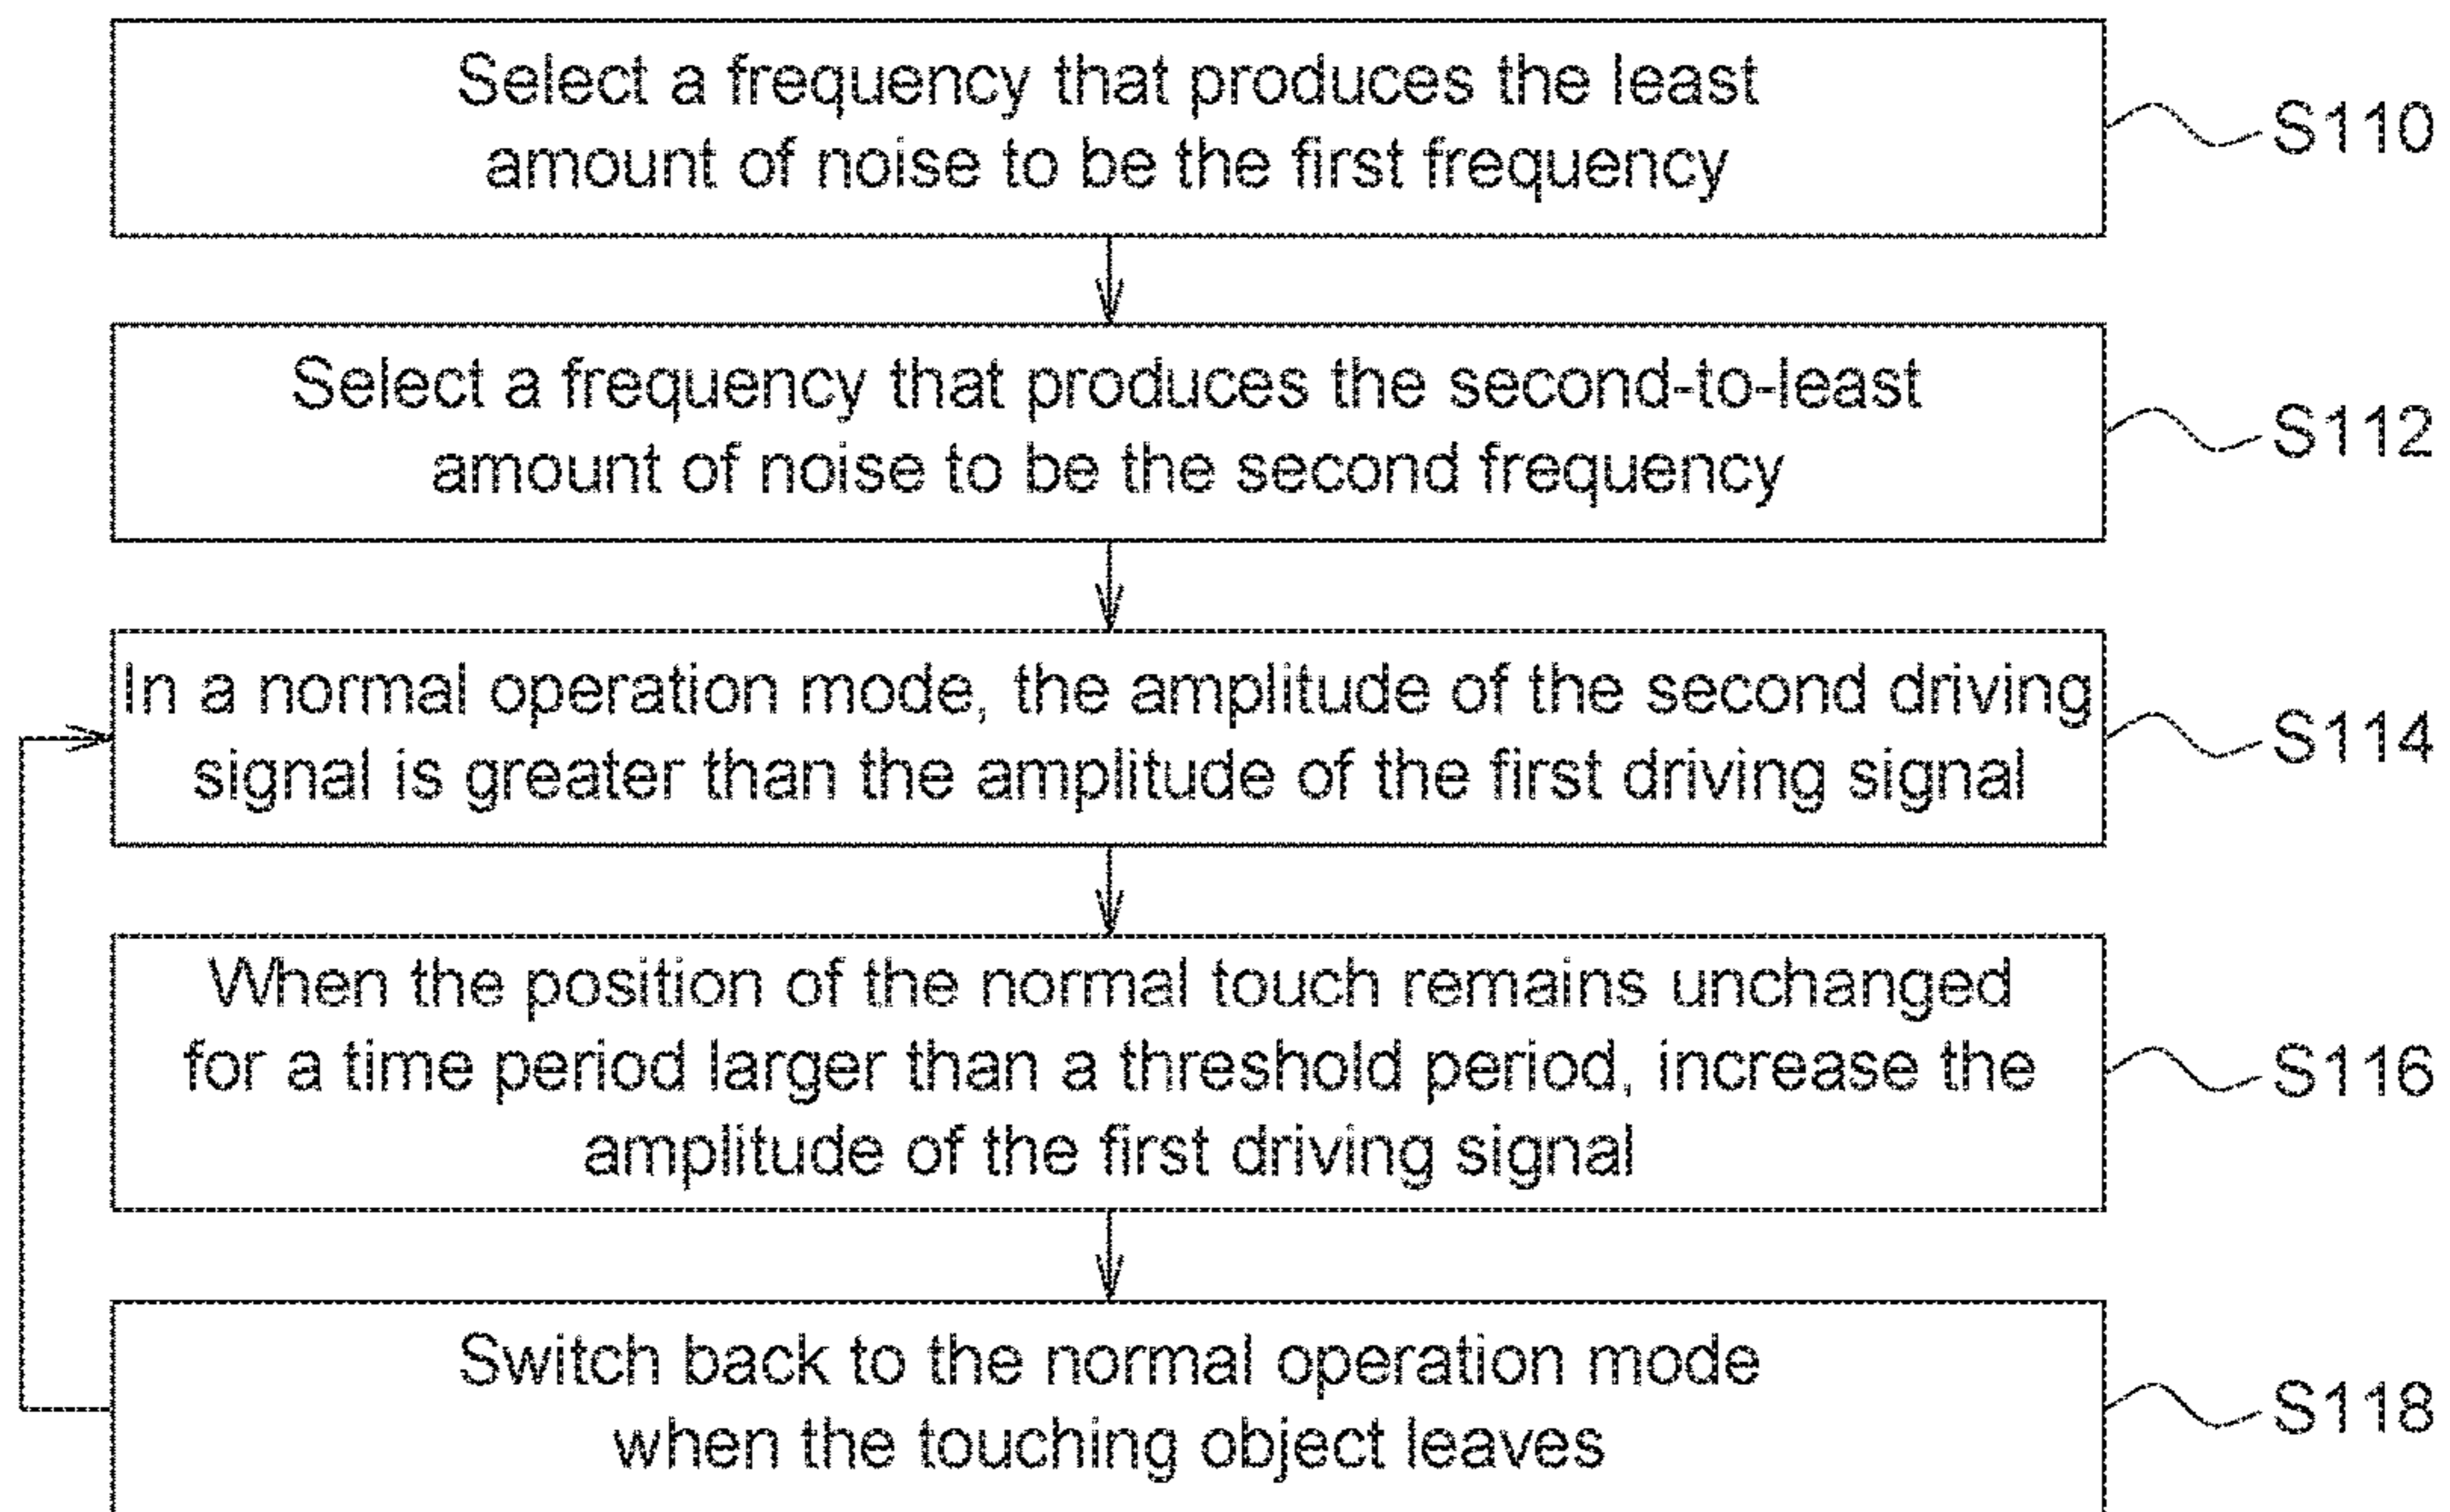 Select a frequency that produces the least
amount of noise to be the first frequency
S110
Select a frequency that produces the second-to-least
amount of noise to be the second frequency
S112
In a normal operation mode, the amplitude of the second driving
signal is greater than the amplitude of the first driving signal
S114
When the position of the normal touch remains unchanged
for a time period larger than a threshold period, increase the
amplitude of the first driving signal
S116
Switch back to the normal operation mode
when the touching object leaves
S118